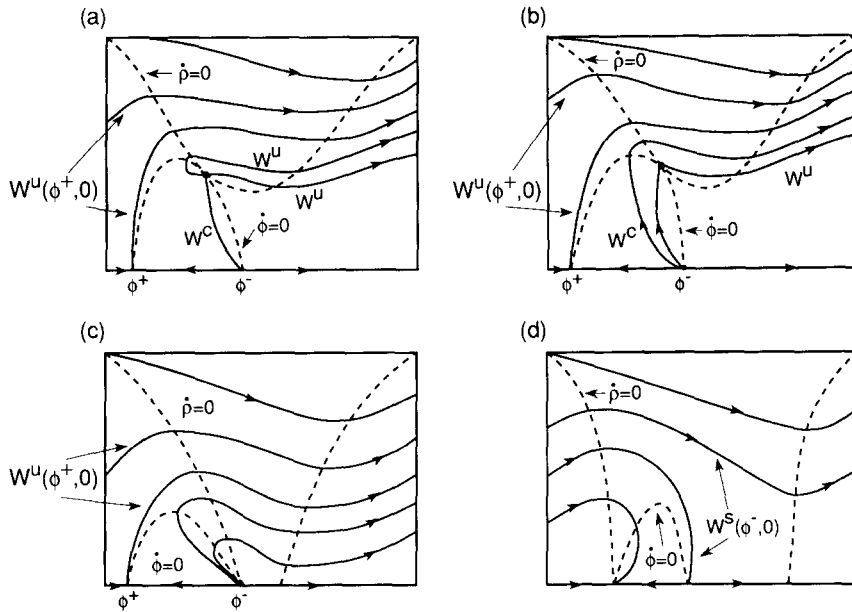 (a)
ρ̇=0
Wᵘ
Wᵘ(ϕ⁺,0)
Wᵘ
Wᶜ
ϕ̇=0
ϕ⁺
ϕ⁻
(b)
ρ̇=0
Wᵘ(ϕ⁺,0)
Wᵘ
Wᶜ
ϕ̇=0
ϕ⁺
ϕ⁻
(c)
ρ̇=0
Wᵘ(ϕ⁺,0)
ϕ̇=0
ϕ⁺
ϕ⁻
(d)
ρ̇=0
Wˢ(ϕ⁻,0)
ϕ̇=0